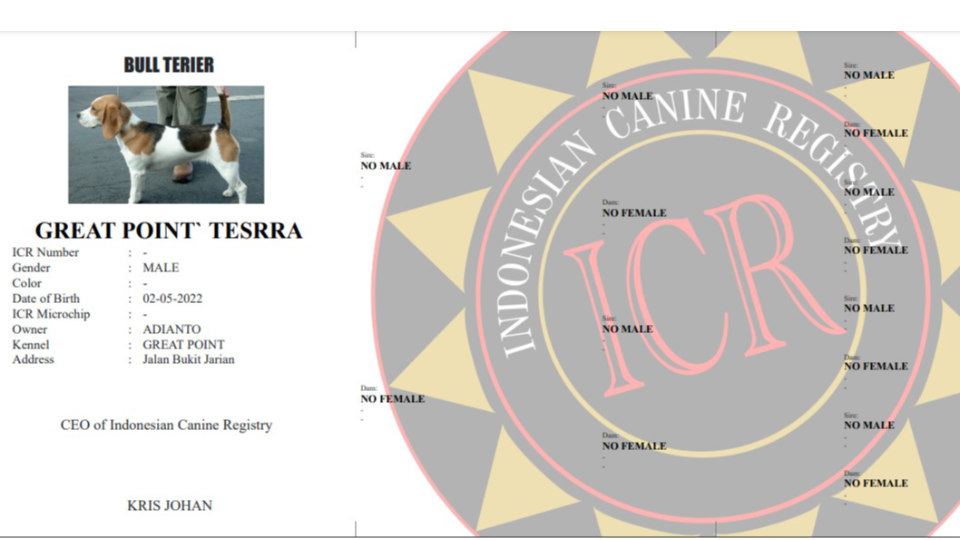 BULL TERIER
GREAT POINT` TESRRA
ICR Number : -
Gender : MALE
Color : -
Date of Birth : 02-05-2022
ICR Microchip : -
Owner : ADIANTO
Kennel : GREAT POINT
Address : Jalan Bukit Jarian
CEO of Indonesian Canine Registry
KRIS JOHAN
Sire:
NO MALE
-
-
Dam:
NO FEMALE
-
-
Sire:
NO MALE
-
-
Dam:
NO FEMALE
-
-
Sire:
NO MALE
-
-
Dam:
NO FEMALE
-
-
Sire:
NO MALE
-
-
Dam:
NO FEMALE
-
-
Sire:
NO MALE
-
-
Dam:
NO FEMALE
-
-
Sire:
NO MALE
-
-
Dam:
NO FEMALE
-
-
Sire:
NO MALE
-
-
Dam:
NO FEMALE
-
-
INDONESIAN CANINE REGISTRY
ICR